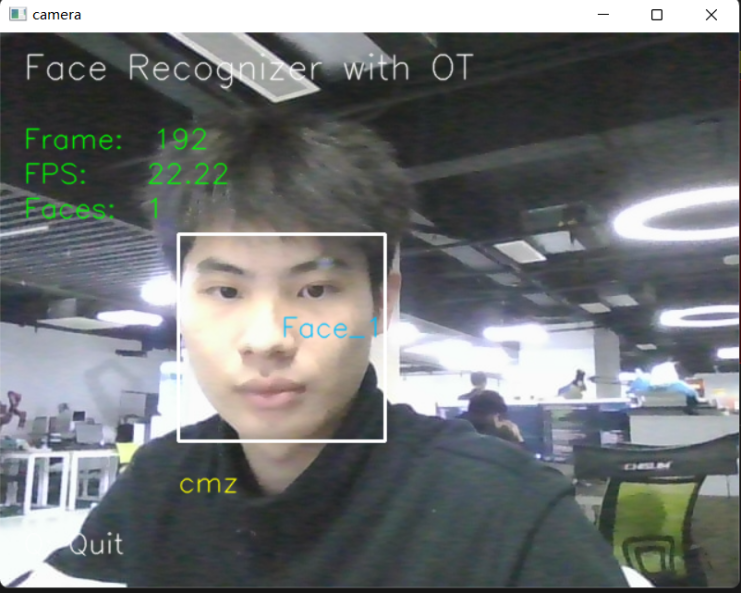 camera
Face Recognizer with OT
Frame: 192
FPS: 22.22
Faces: 1
Face_1
cmz
Quit